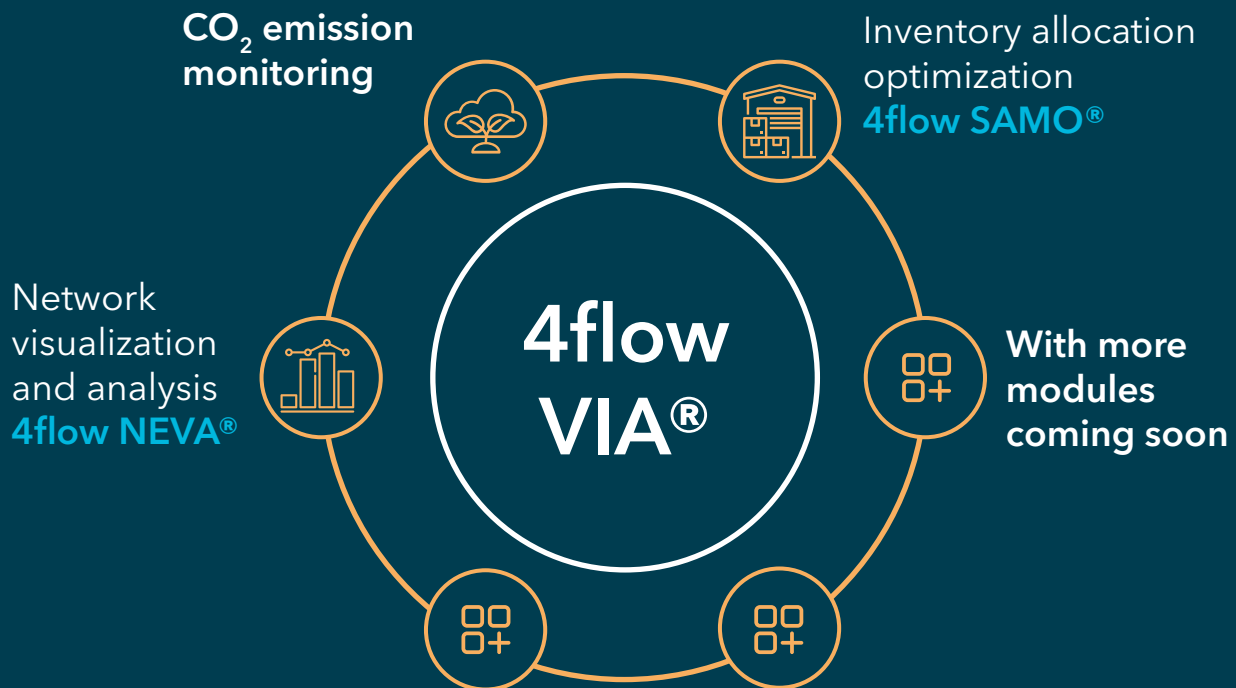 CO₂ emission
monitoring
Inventory allocation
optimization
4flow SAMO®
Network
visualization
and analysis
4flow NEVA®
4flow
VIA®
With more
modules
coming soon